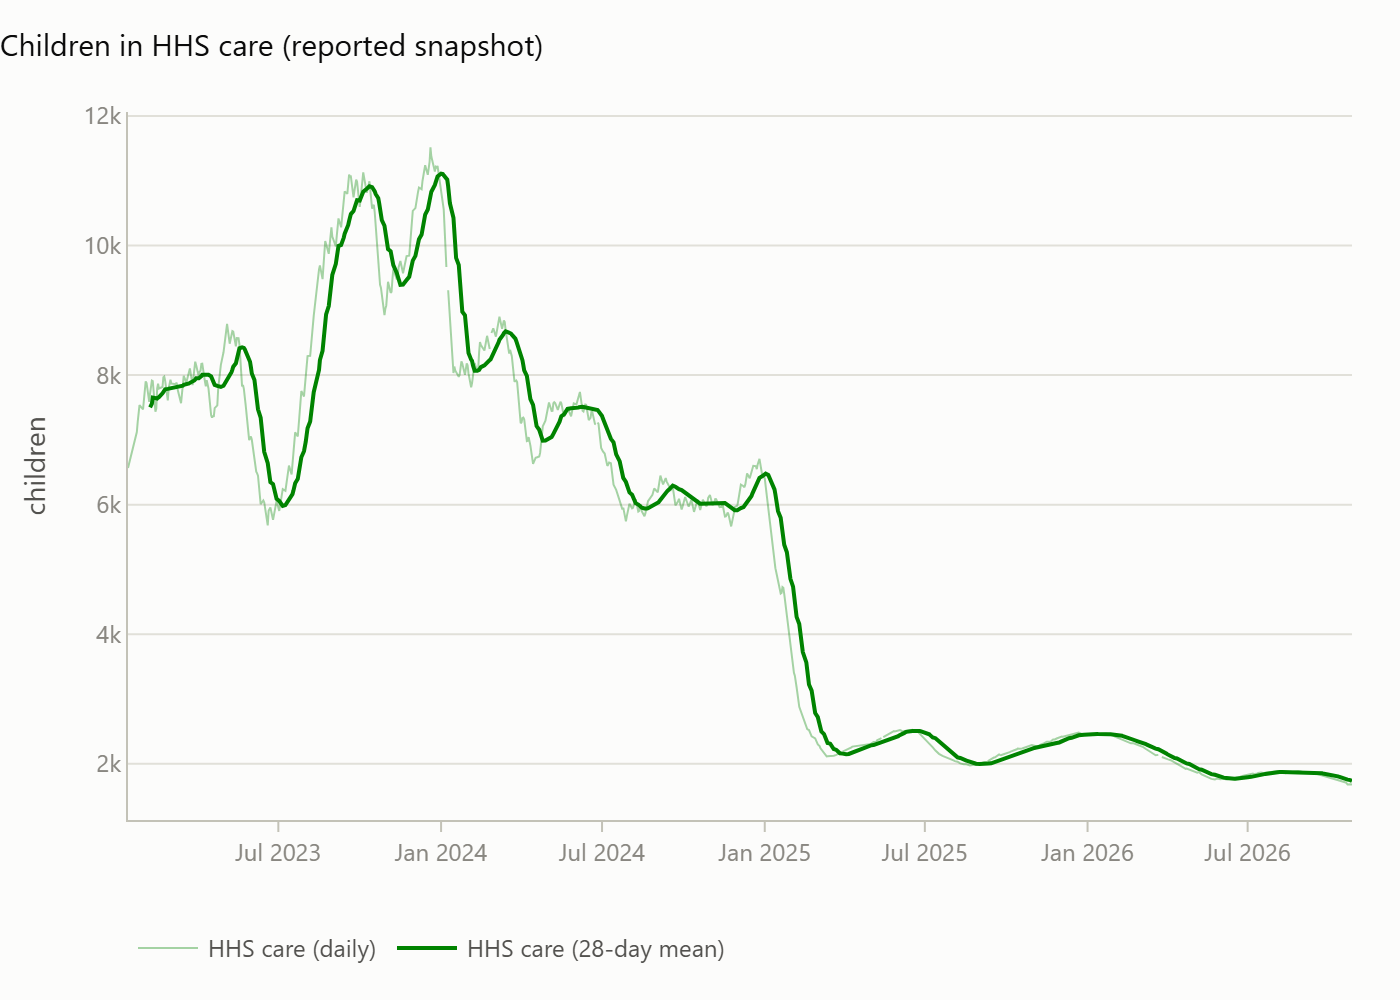 Children in HHS care (reported snapshot)
12k
10k
8k
6k
4k
2k
children
Jul 2023
Jan 2024
Jul 2024
Jan 2025
Jul 2025
Jan 2026
Jul 2026
HHS care (daily)
HHS care (28-day mean)